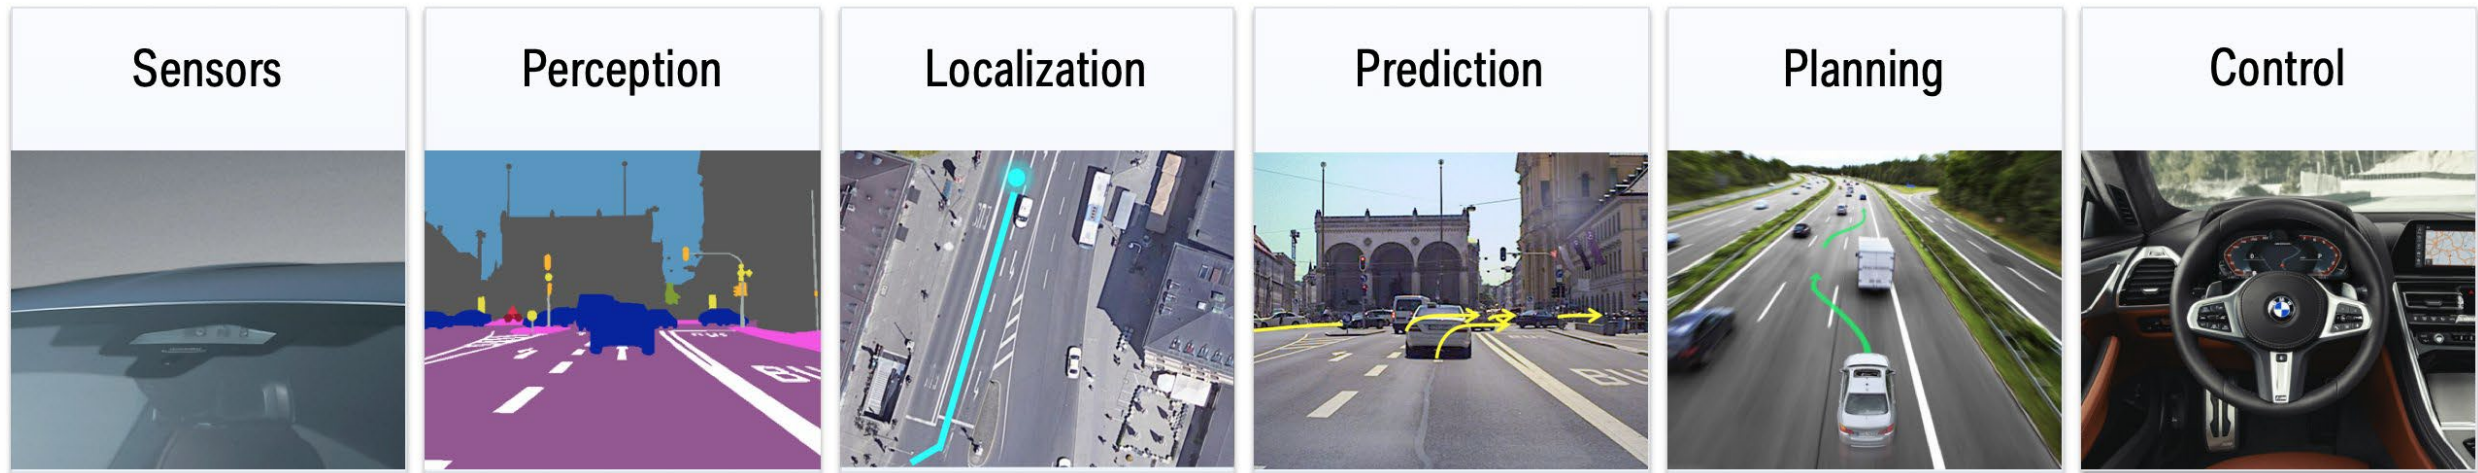 Sensors
Perception
Localization
Prediction
Planning
Control